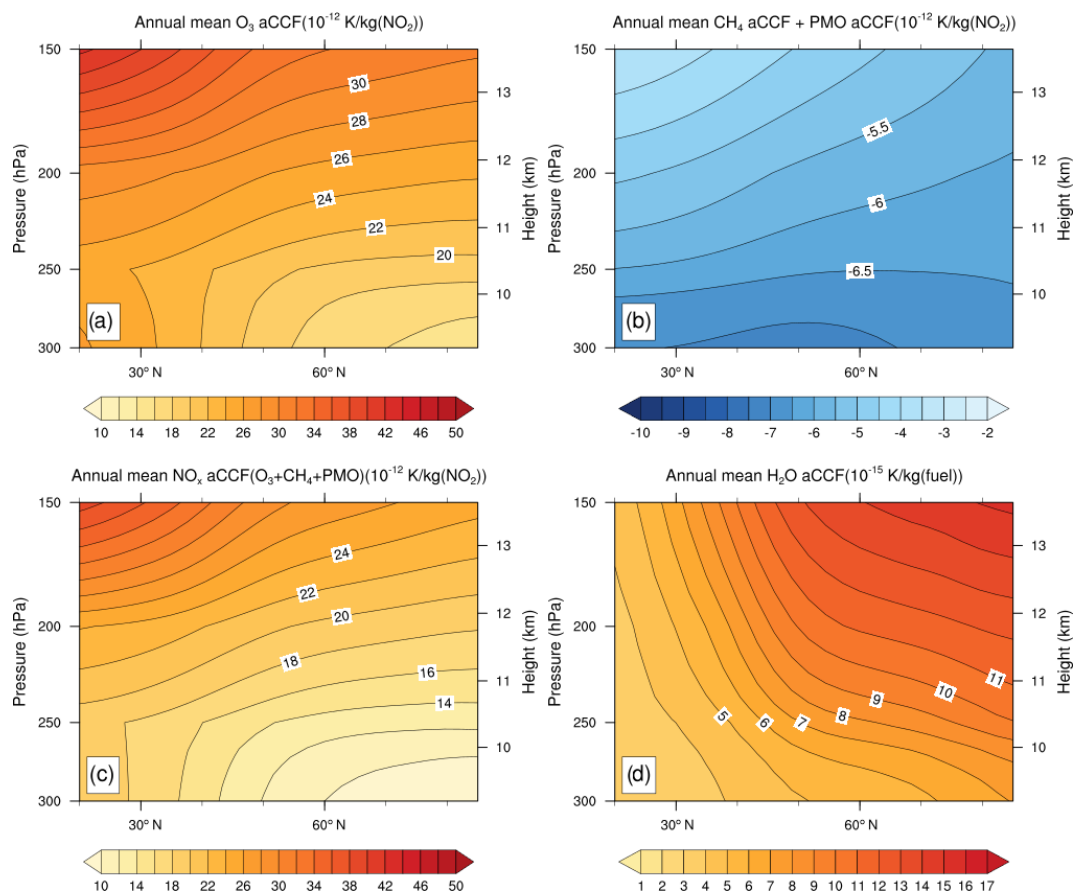 Annual mean O₃ aCCF(10⁻¹² K/kg(NO₂))
150
30
28
26
24
22
20
200
250
300
Pressure (hPa)
13
12
11
10
Height (km)
(a)
30° N
60° N
10 14 18 22 26 30 34 38 42 46 50
Annual mean CH₄ aCCF + PMO aCCF(10⁻¹² K/kg(NO₂))
150
200
250
300
Pressure (hPa)
-5.5
-6
-6.5
13
12
11
10
Height (km)
(b)
30° N
60° N
-10 -9 -8 -7 -6 -5 -4 -3 -2
Annual mean NOₓ aCCF(O₃+CH₄+PMO)(10⁻¹² K/kg(NO₂))
150
200
250
300
Pressure (hPa)
24
22
20
18
16
14
13
12
11
10
Height (km)
(c)
30° N
60° N
10 14 18 22 26 30 34 38 42 46 50
Annual mean H₂O aCCF(10⁻¹⁵ K/kg(fuel))
150
200
250
300
Pressure (hPa)
11
10
9
8
7
6
5
13
12
11
10
Height (km)
(d)
30° N
60° N
1 2 3 4 5 6 7 8 9 10 11 12 13 14 15 16 17